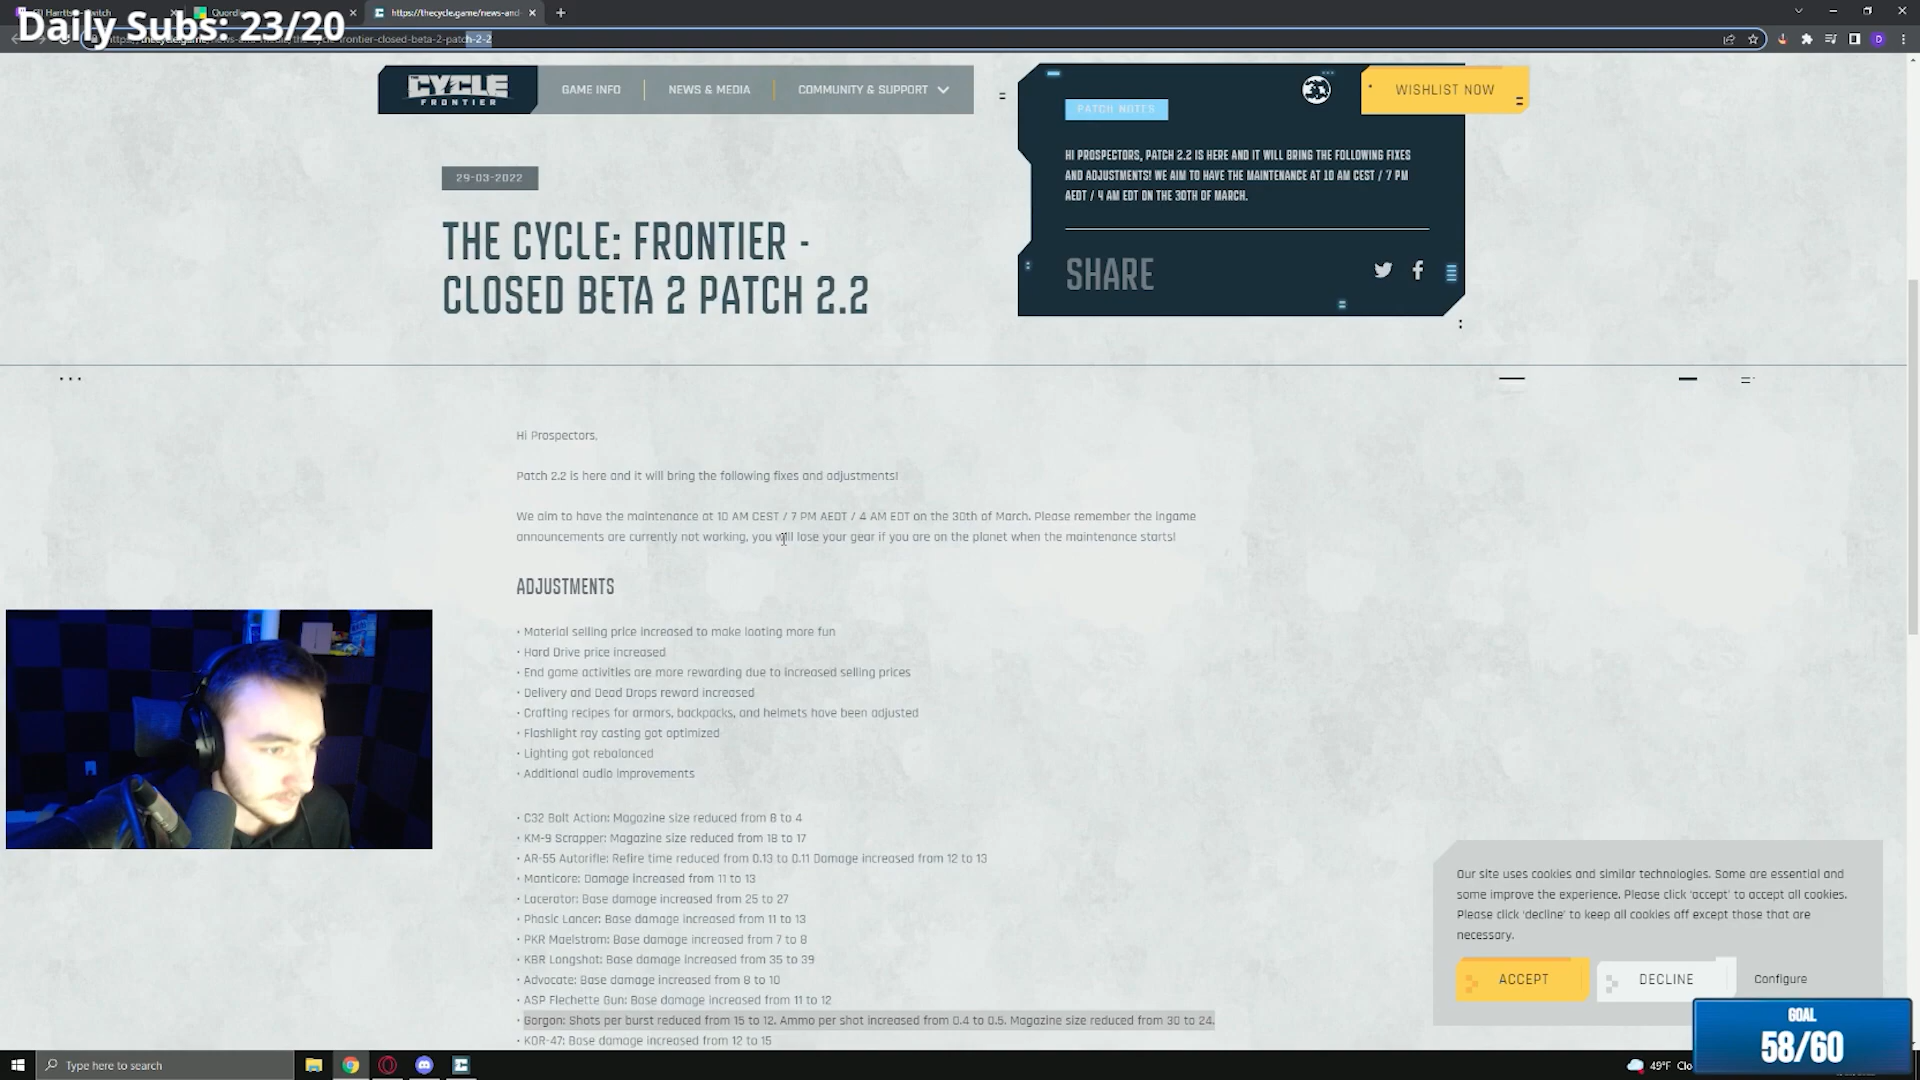 Daily Subs: 23/20
Quordle
https://thecycle.game/news-and-
frontier-closed-beta-2-patch-2-2
THE CYCLE FRONTIER
GAME INFO
NEWS & MEDIA
COMMUNITY & SUPPORT
WISHLIST NOW
PATCH NOTES
HI PROSPECTORS, PATCH 2.2 IS HERE AND IT WILL BRING THE FOLLOWING FIXES
AND ADJUSTMENTS! WE AIM TO HAVE THE MAINTENANCE AT 10 AM CEST / 7 PM
AEDT / 4 AM EDT ON THE 30TH OF MARCH.
SHARE
29-03-2022
THE CYCLE: FRONTIER -
CLOSED BETA 2 PATCH 2.2
Hi Prospectors,
Patch 2.2 is here and it will bring the following fixes and adjustments!
We aim to have the maintenance at 10 AM CEST / 7 PM AEDT / 4 AM EDT on the 30th of March. Please remember the ingame
announcements are currently not working, you will lose your gear if you are on the planet when the maintenance starts!
ADJUSTMENTS
• Material selling price increased to make looting more fun
• Hard Drive price increased
• End game activities are more rewarding due to increased selling prices
• Delivery and Dead Drops reward increased
• Crafting recipes for armors, backpacks, and helmets have been adjusted
• Flashlight ray casting got optimized
• Lighting got rebalanced
• Additional audio improvements
• C32 Bolt Action: Magazine size reduced from 8 to 4
• KM-9 Scrapper: Magazine size reduced from 18 to 17
• AR-55 Autorifle: Refire time reduced from 0.13 to 0.11 Damage increased from 12 to 13
• Manticore: Damage increased from 11 to 13
• Lacerator: Base damage increased from 25 to 27
• Phasic Lancer: Base damage increased from 11 to 13
• PKR Maelstrom: Base damage increased from 7 to 8
• KBR Longshot: Base damage increased from 35 to 39
• Advocate: Base damage increased from 8 to 10
• ASP Flechette Gun: Base damage increased from 11 to 12
• Gorgon: Shots per burst reduced from 15 to 12. Ammo per shot increased from 0.4 to 0.5. Magazine size reduced from 30 to 24.
• KOR-47: Base damage increased from 12 to 15
Our site uses cookies and similar technologies. Some are essential and
some improve the experience. Please click 'accept' to accept all cookies.
Please click 'decline' to keep all cookies off except those that are
necessary.
ACCEPT
DECLINE
Configure
GOAL
58/60
Type here to search
49°F Clo